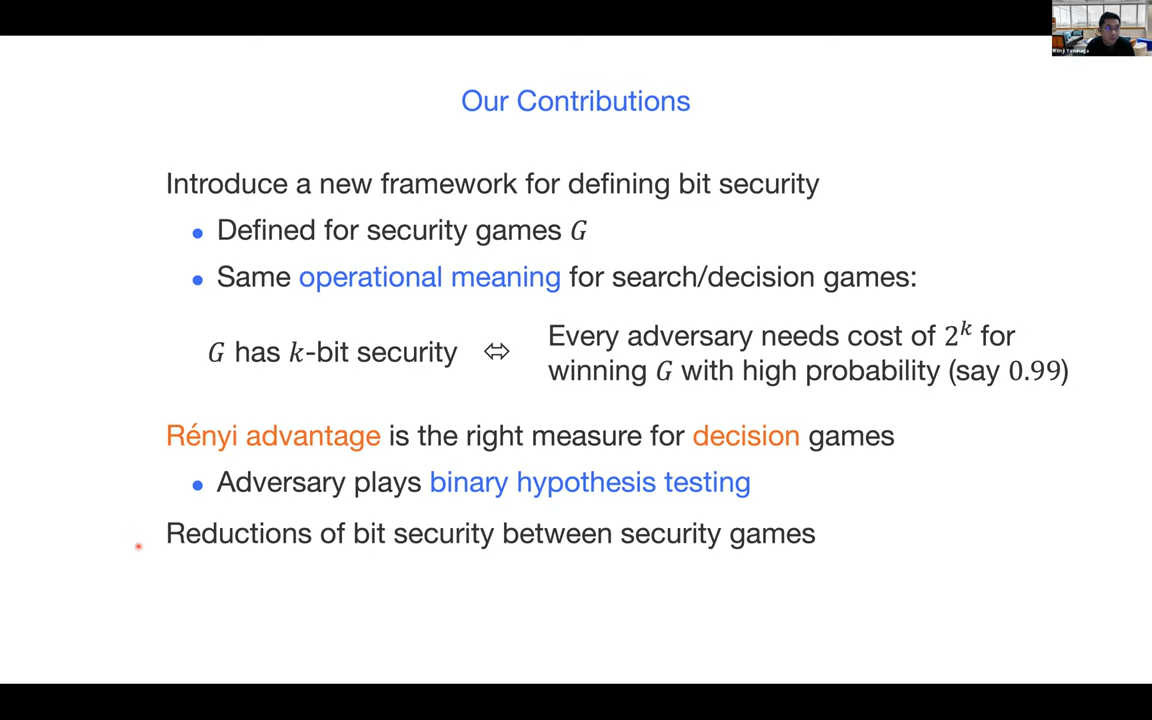 Kenji Yasunaga
Our Contributions
Introduce a new framework for defining bit security
• Defined for security games G
• Same operational meaning for search/decision games:
G has k-bit security ⇔ Every adversary needs cost of 2^k for
winning G with high probability (say 0.99)
Rényi advantage is the right measure for decision games
• Adversary plays binary hypothesis testing
Reductions of bit security between security games